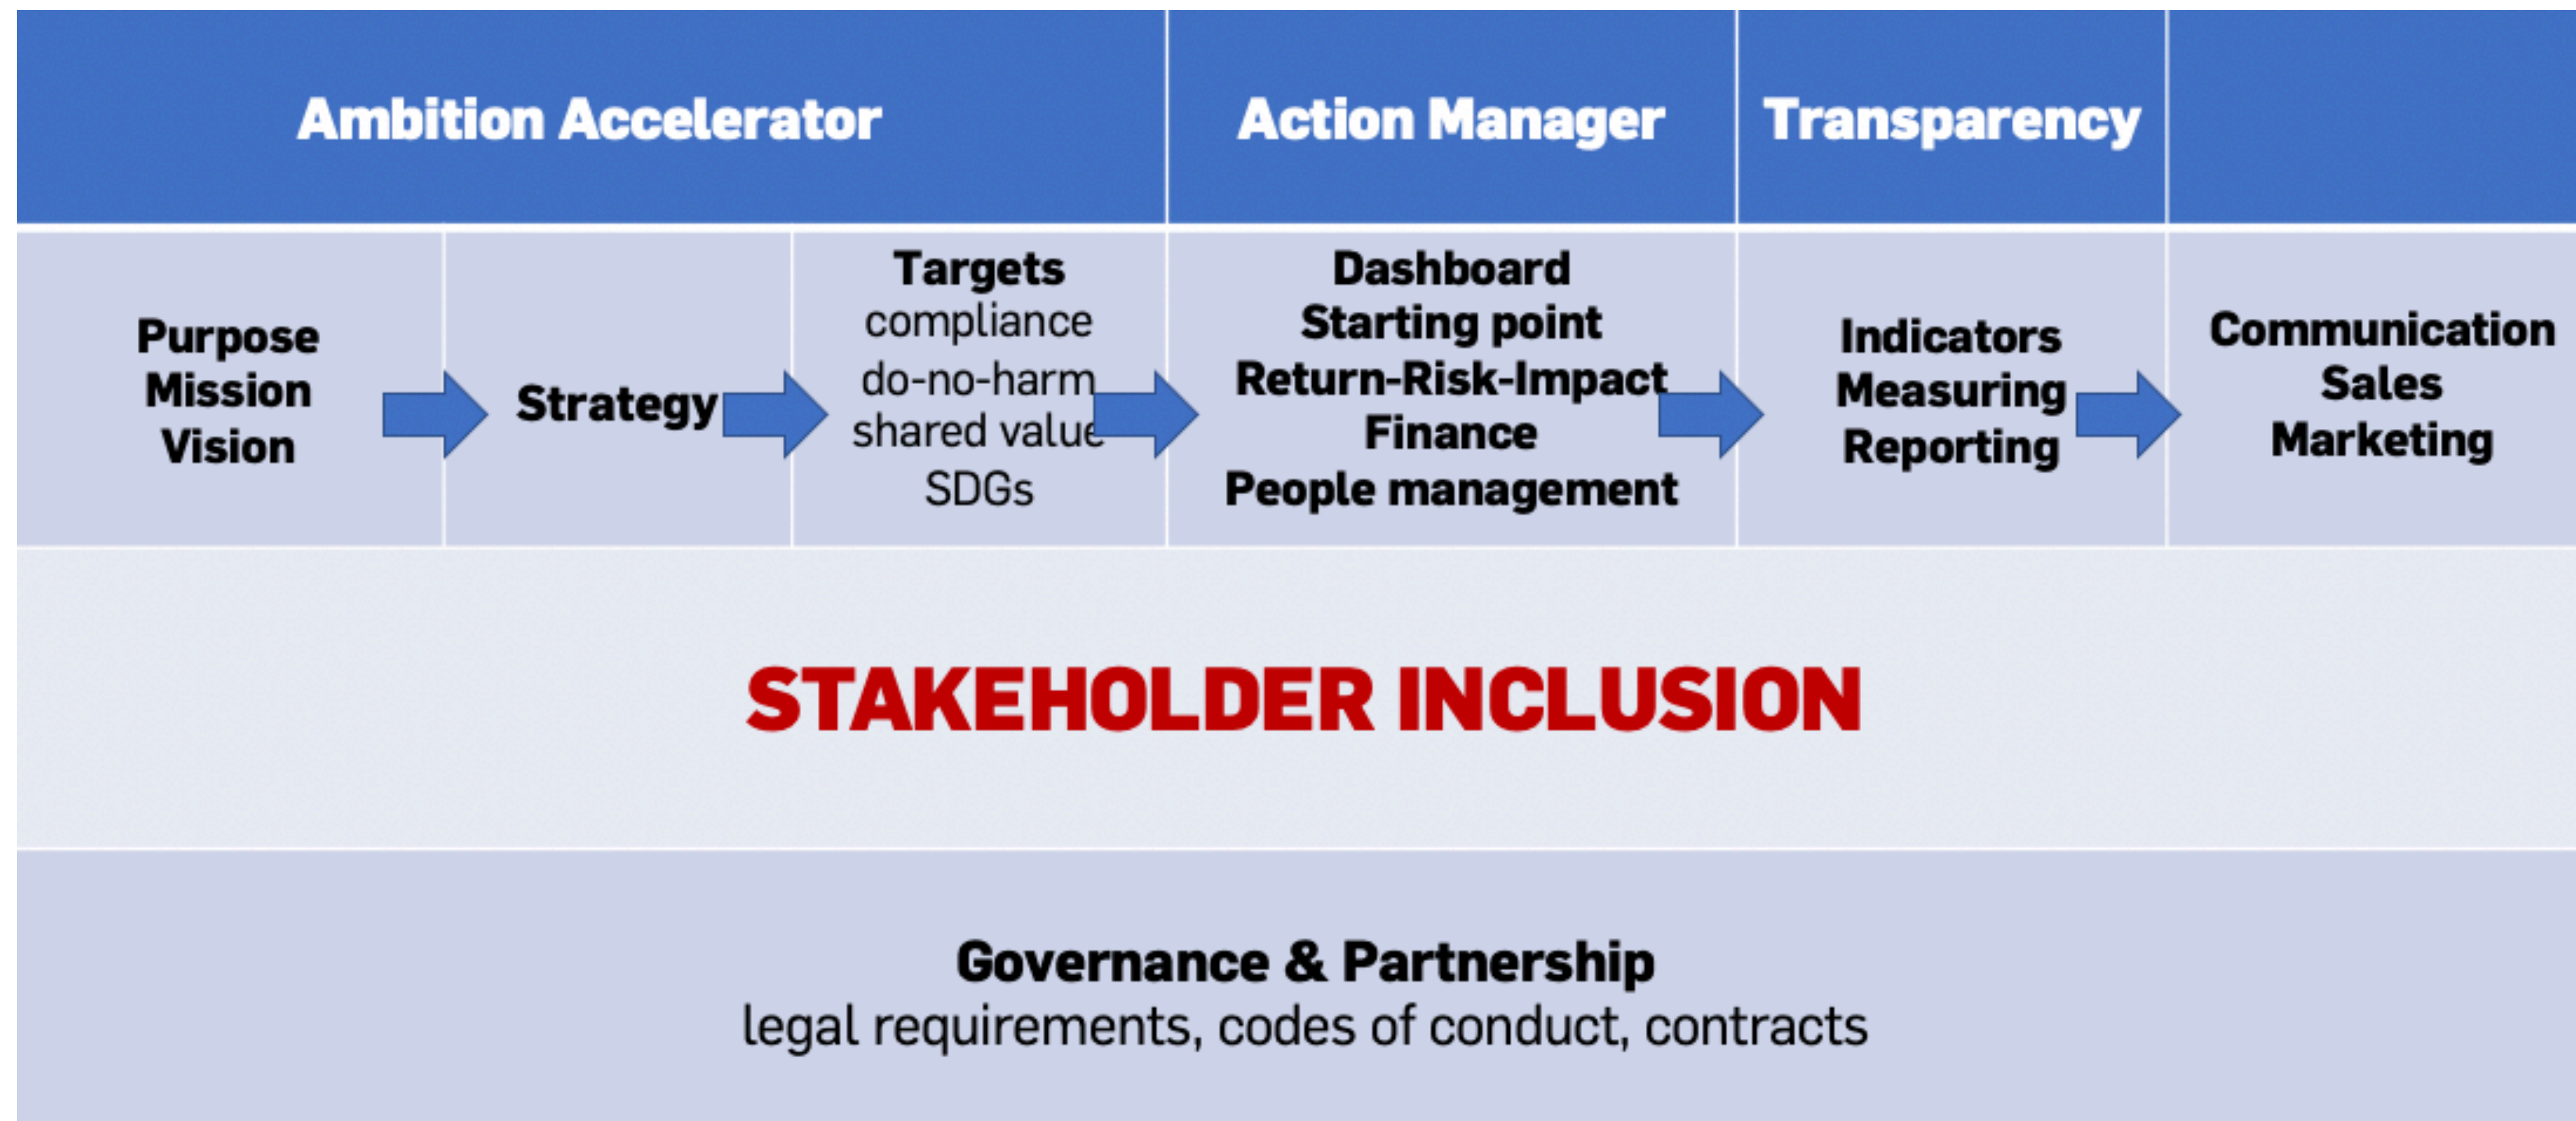 Ambition Accelerator
Action Manager
Transparency
Purpose
Mission
Vision
Strategy
Targets
compliance
do-no-harm
shared value
SDGs
Dashboard
Starting point
Return-Risk-Impact
Finance
People management
Indicators
Measuring
Reporting
Communication
Sales
Marketing
STAKEHOLDER INCLUSION
Governance & Partnership
legal requirements, codes of conduct, contracts